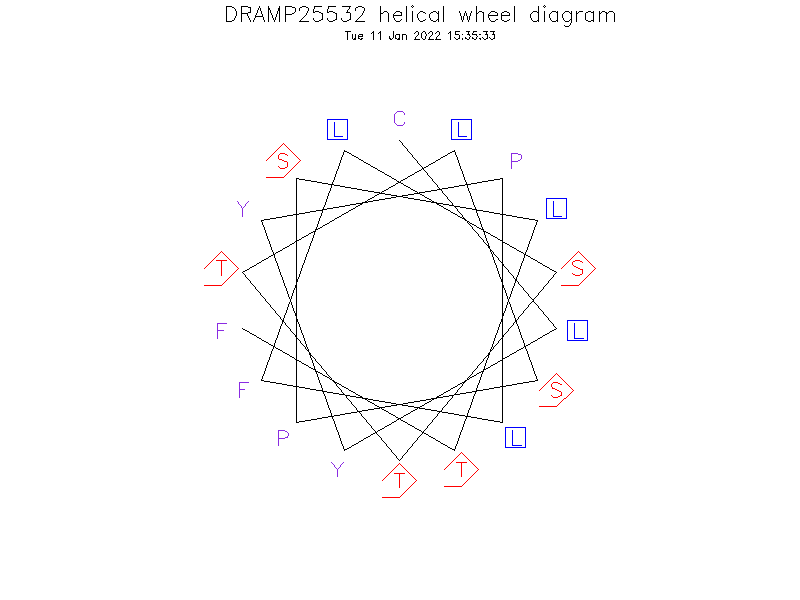 DRAMP25532 helical wheel diagram
Tue 11 Jan 2022 15:35:33
C
L L
S P
Y L
T S
F L
F S
P L
Y T
T